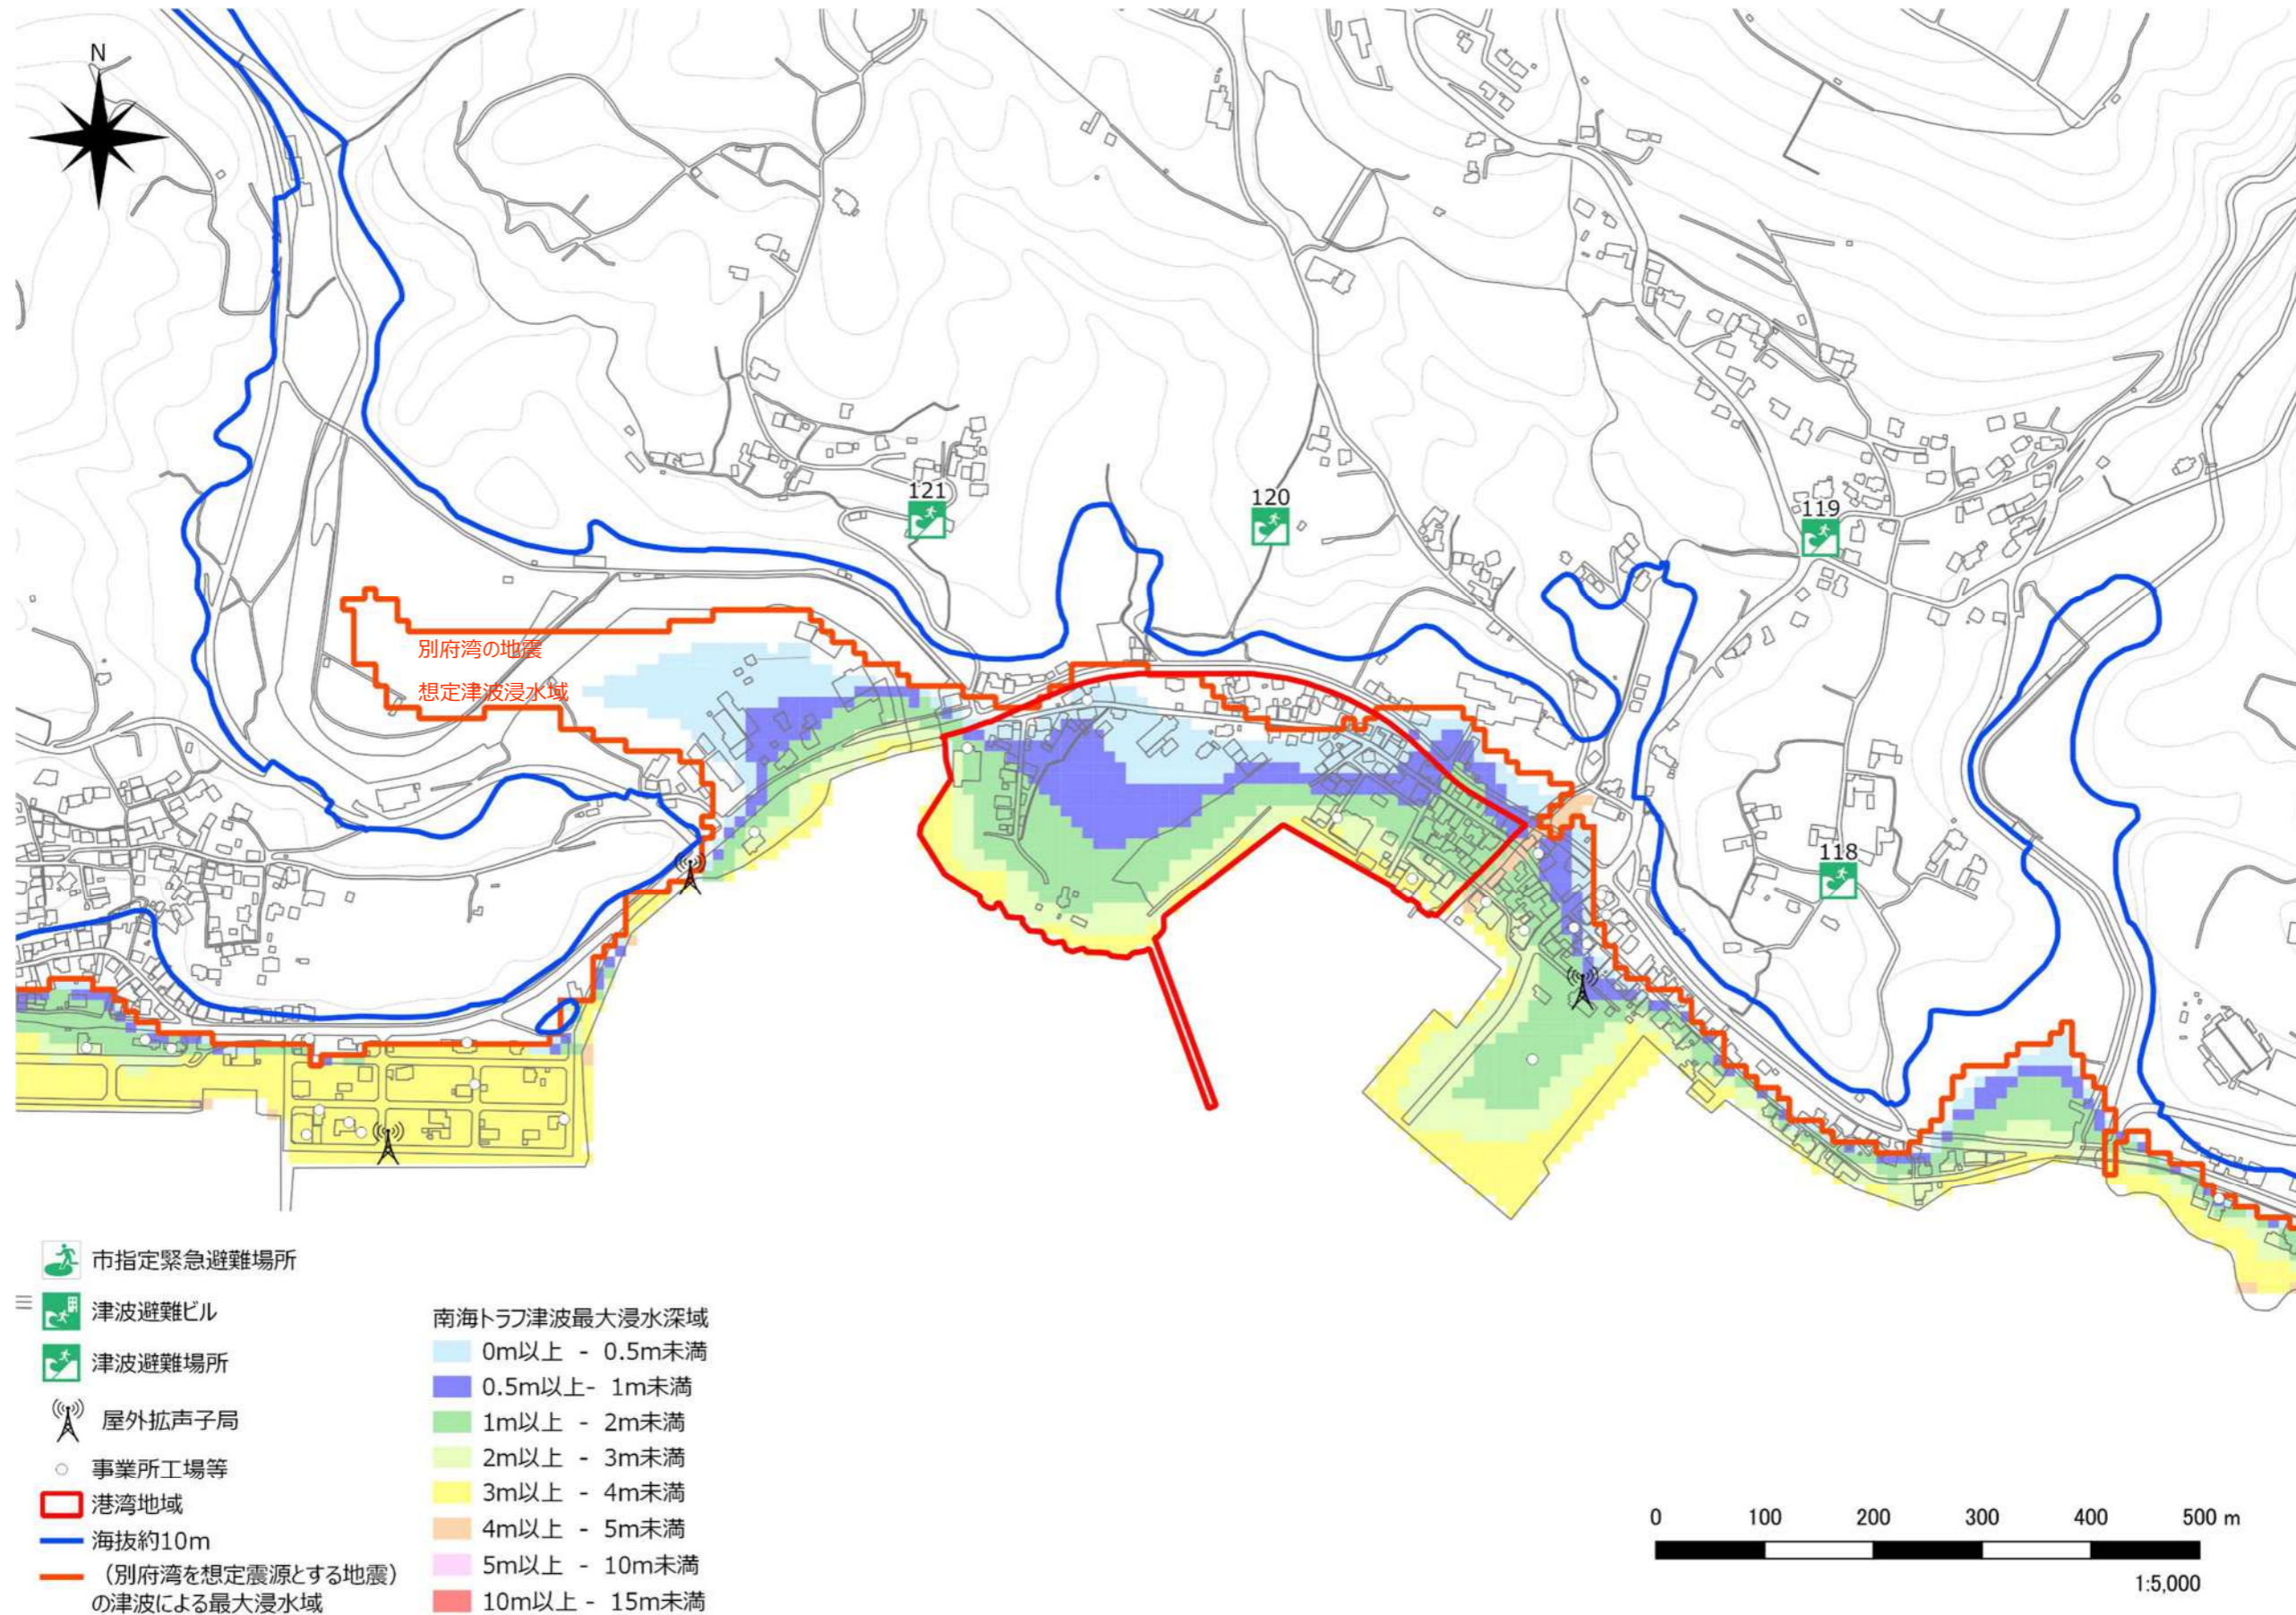 N
121
120
119
別府湾の地震
想定津波浸水域
118
市指定緊急避難場所
津波避難ビル
津波避難場所
屋外拡声子局
事業所工場等
港湾地域
海抜約10m
（別府湾を想定震源とする地震）
の津波による最大浸水域
南海トラフ津波最大浸水深域
0m以上 - 0.5m未満
0.5m以上- 1m未満
1m以上 - 2m未満
2m以上 - 3m未満
3m以上 - 4m未満
4m以上 - 5m未満
5m以上 - 10m未満
10m以上 - 15m未満
0 100 200 300 400 500 m
1:5,000